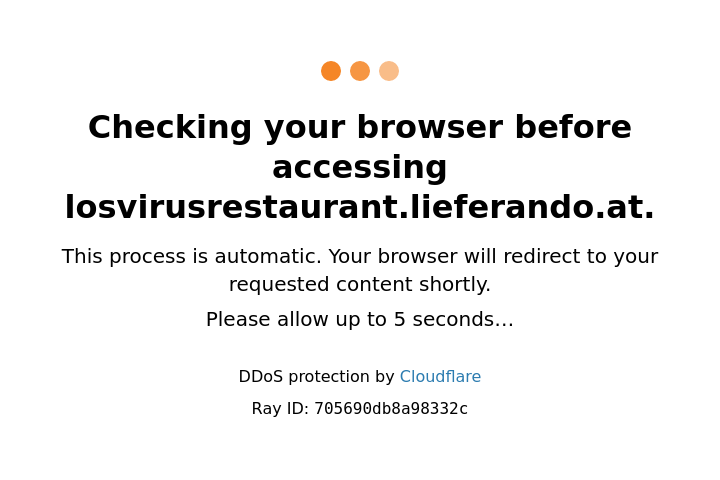 Checking your browser before
accessing
losvirusrestaurant.lieferando.at.
This process is automatic. Your browser will redirect to your
requested content shortly.
Please allow up to 5 seconds…
DDoS protection by Cloudflare
Ray ID: 705690db8a98332c